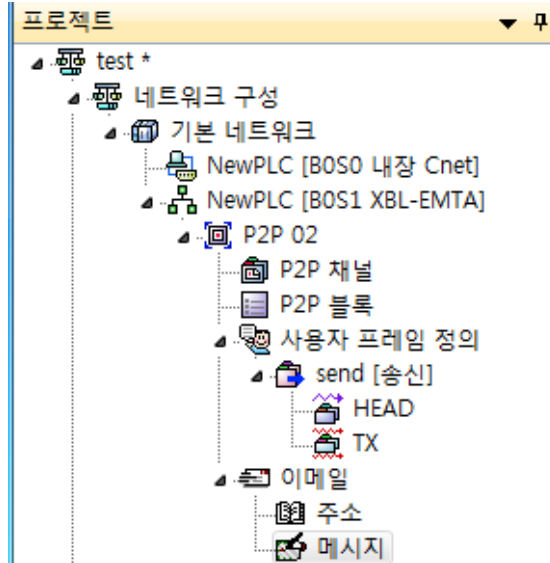 프로젝트
test *
네트워크 구성
기본 네트워크
NewPLC [B0S0 내장 Cnet]
NewPLC [B0S1 XBL-EMTA]
P2P 02
P2P 채널
P2P 블록
사용자 프레임 정의
send [송신]
HEAD
TX
이메일
주소
메시지